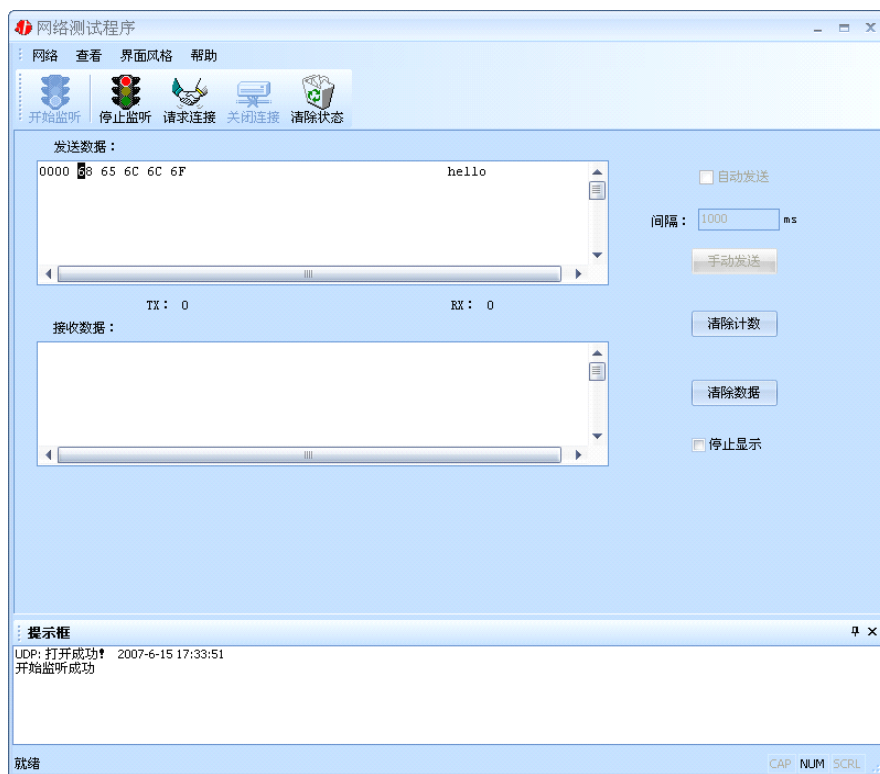 网络测试程序
网络 查看 界面风格 帮助
开始监听 停止监听 请求连接 关闭连接 清除状态
发送数据：
0000 68 65 6C 6C 6F hello
自动发送
间隔： 1000 ms
手动发送
TX： 0 RX： 0
接收数据：
清除计数
清除数据
停止显示
提示框
UDP: 打开成功! 2007-6-15 17:33:51
开始监听成功
就绪 CAP NUM SCRL